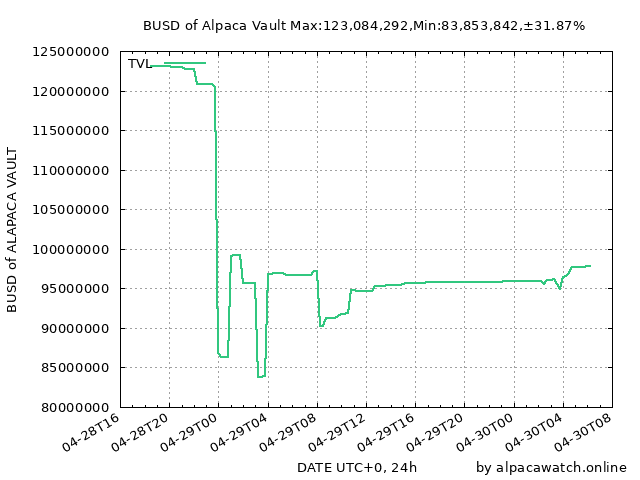 BUSD of Alpaca Vault Max:123,084,292,Min:83,853,842,±31.87%
125000000
TVL
120000000
115000000
110000000
105000000
100000000
95000000
90000000
85000000
80000000
BUSD of ALAPACA VAULT
04-28T16
04-28T20
04-29T00
04-29T04
04-29T08
04-29T12
04-29T16
04-29T20
04-30T00
04-30T04
04-30T08
DATE UTC+0, 24h
by alpacawatch.online